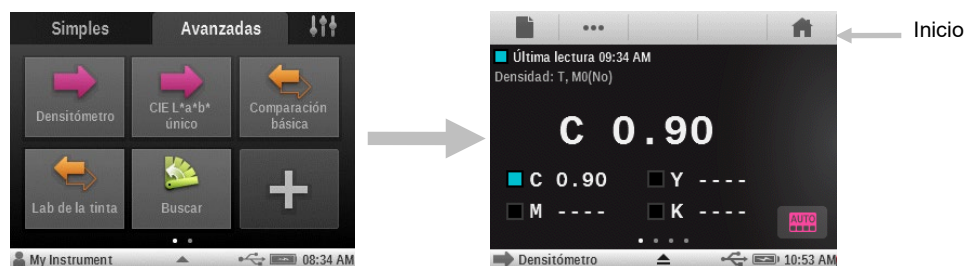 Simples Avanzadas
Densitómetro
CIE L*a*b*
único
Comparación
básica
Lab de la tinta
Buscar
My Instrument 08:34 AM
Inicio
Última lectura 09:34 AM
Densidad: T, M0(No)
C 0.90
C 0.90 Y ----
M ---- K ----
AUTO
Densitómetro 10:53 AM